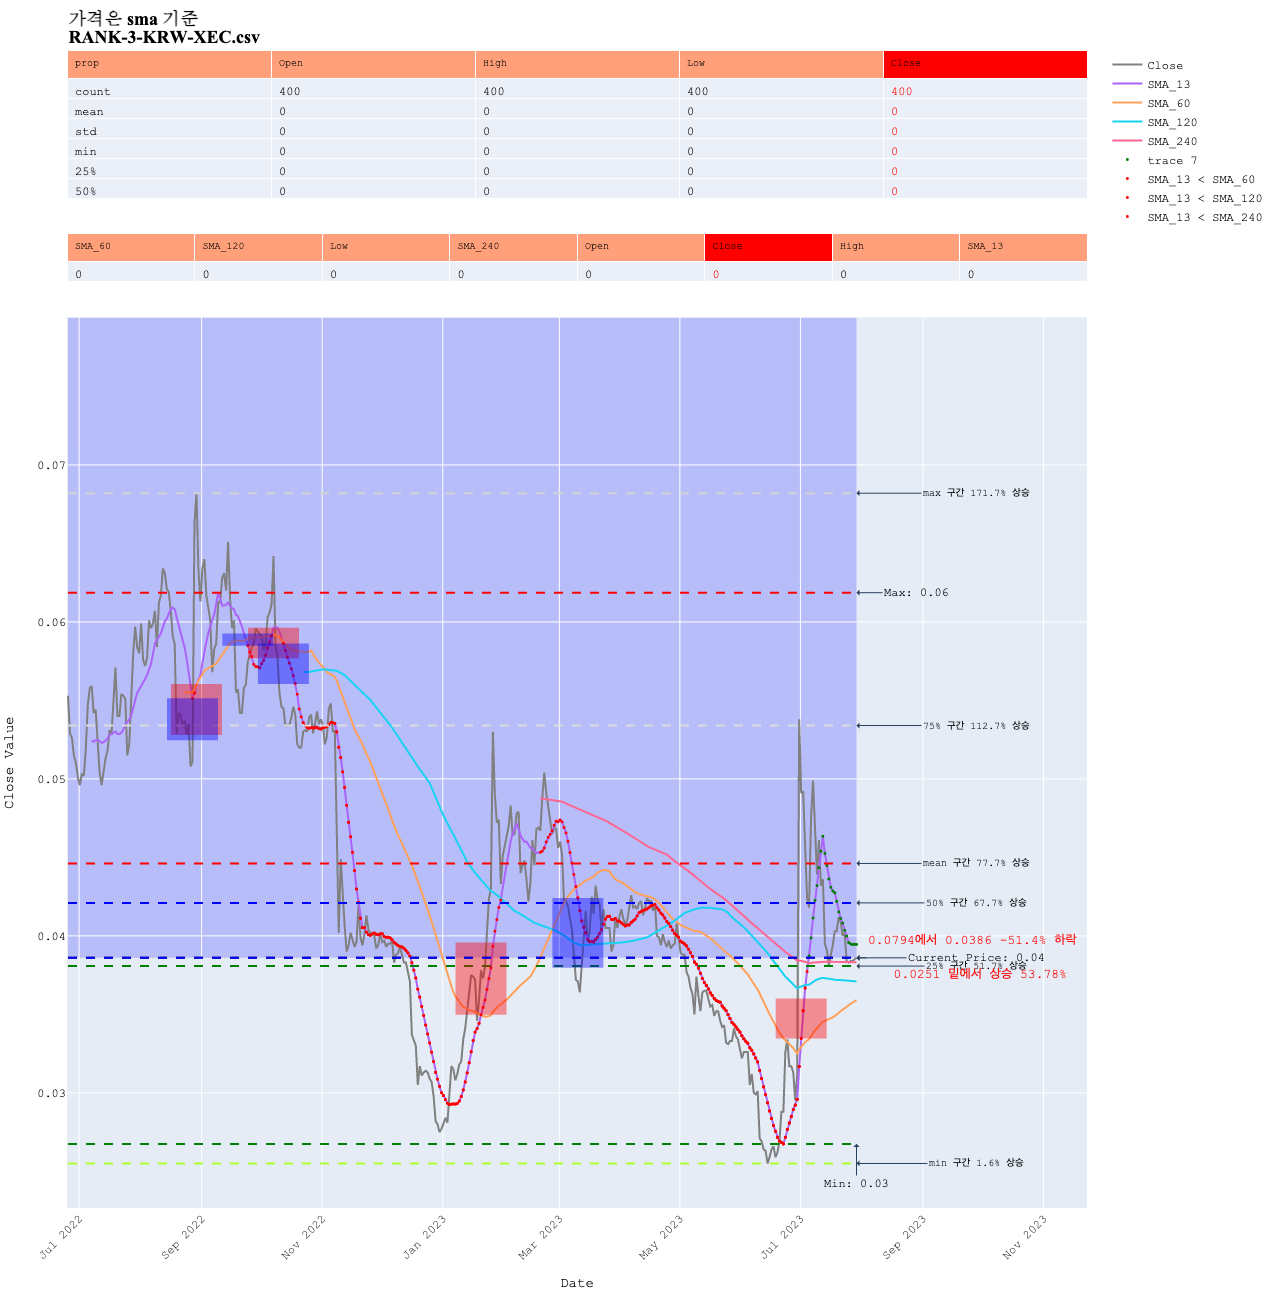 가격은 sma 기준
RANK-3-KRW-XEC.csv
prop Open High Low Close
count 400 400 400 400
mean 0 0 0 0
std 0 0 0 0
min 0 0 0 0
25% 0 0 0 0
50% 0 0 0 0
SMA_60 SMA_120 Low SMA_240 Open Close High SMA_13
0 0 0 0 0 0 0 0
Close
SMA_13
SMA_60
SMA_120
SMA_240
trace 7
SMA_13 < SMA_60
SMA_13 < SMA_120
SMA_13 < SMA_240
Close Value
0.07
0.06
0.05
0.04
0.03
max 구간 171.7% 상승
Max: 0.06
75% 구간 112.7% 상승
mean 구간 77.7% 상승
50% 구간 67.7% 상승
0.0794에서 0.0386 -51.4% 하락
Current Price: 0.04
25% 구간 51.7% 상승
0.0251 밑에서 상승 53.78%
min 구간 1.6% 상승
Min: 0.03
Jul 2022
Sep 2022
Nov 2022
Jan 2023
Mar 2023
May 2023
Jul 2023
Sep 2023
Nov 2023
Date